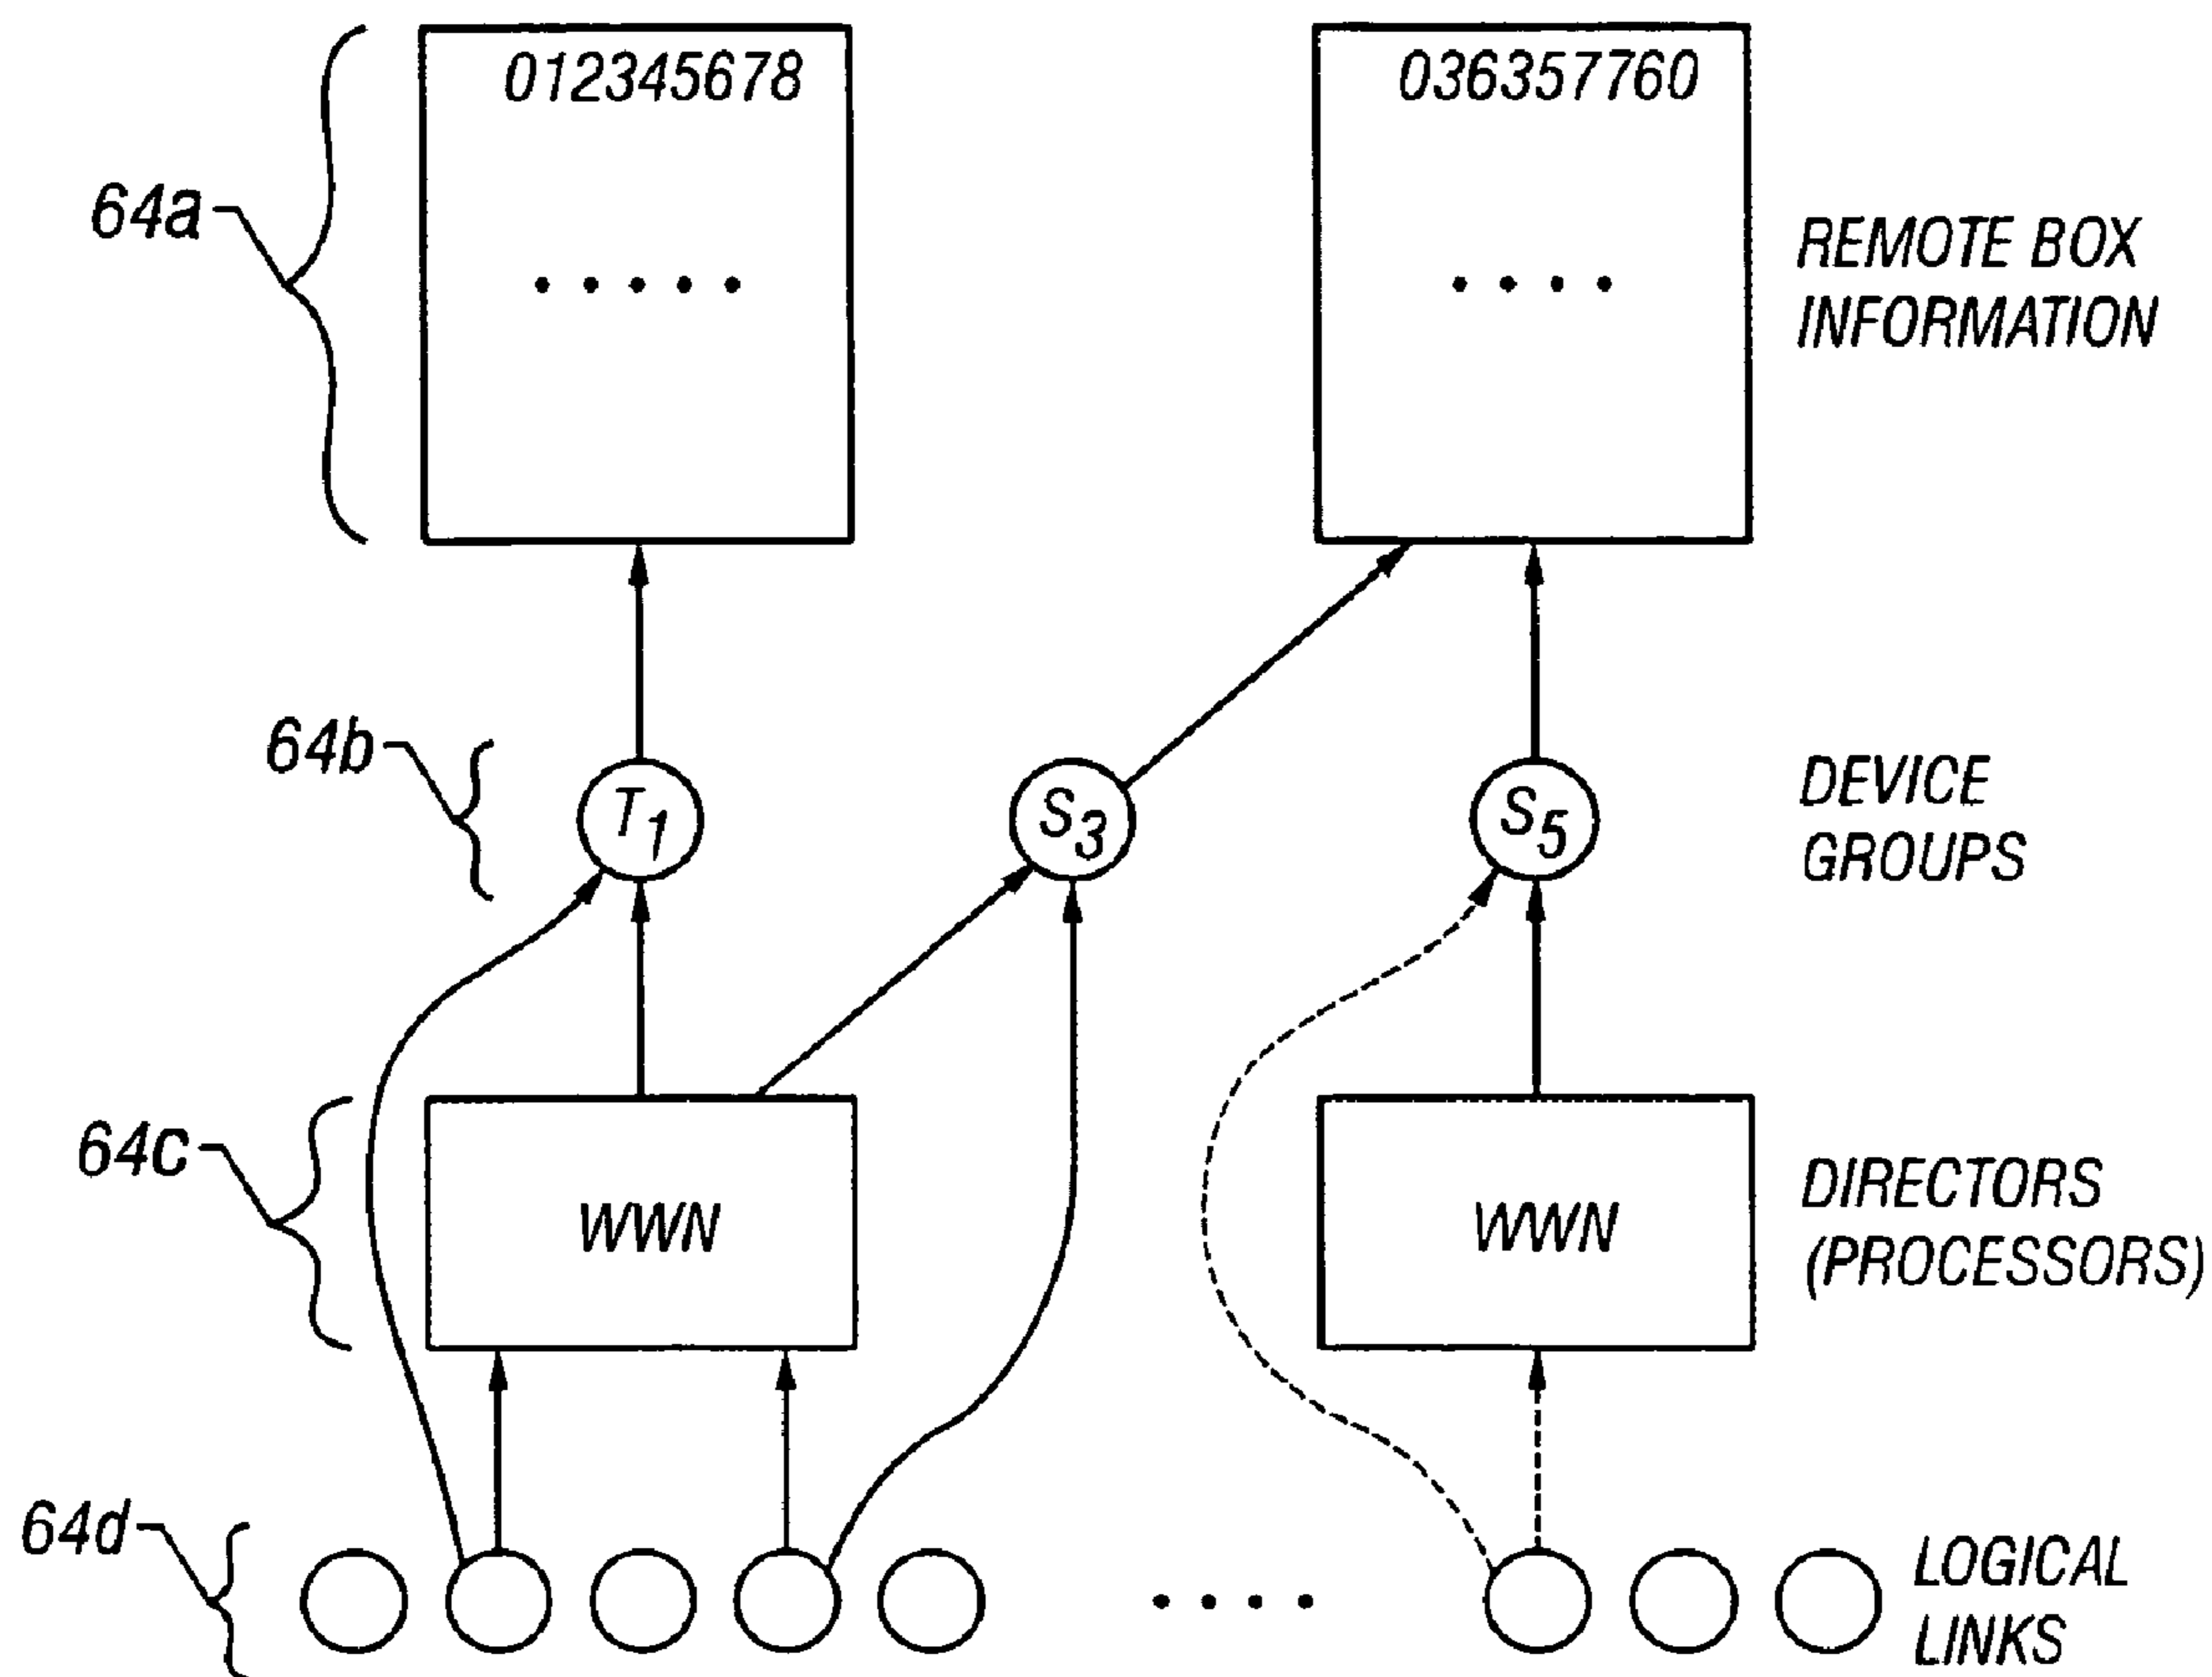 012345678
036357760
64a
REMOTE BOX
INFORMATION
64b
T1
S3
S5
DEVICE
GROUPS
64c
WWN
WWN
DIRECTORS
(PROCESSORS)
64d
LOGICAL
LINKS